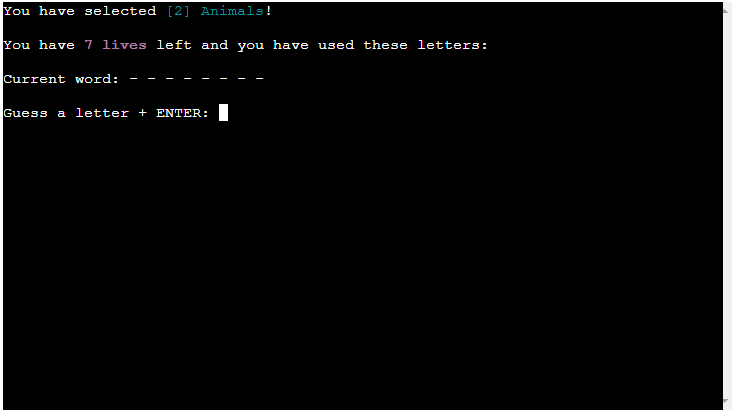 You have selected [2] Animals!
You have 7 lives left and you have used these letters:
Current word: - - - - - - - -
Guess a letter + ENTER: